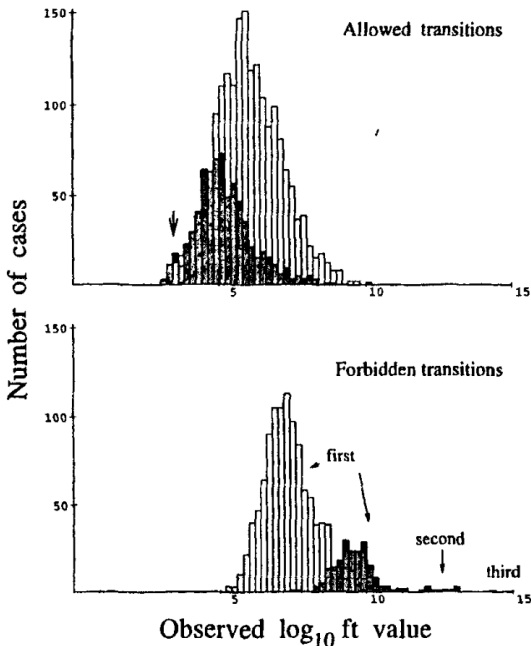 150
Allowed transitions
100
50
5
10
15
Number of cases
150
Forbidden transitions
100
first
50
second
third
5
10
15
Observed log10 ft value